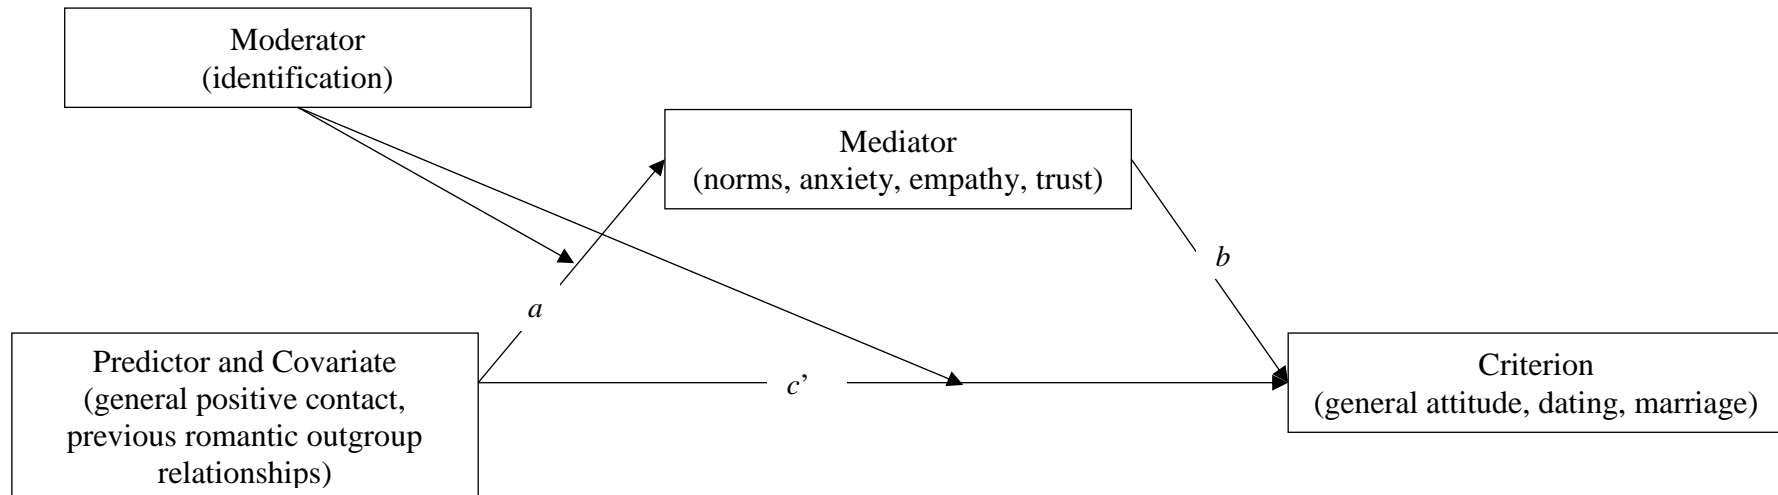 Moderator
(identification)
Mediator
(norms, anxiety, empathy, trust)
b
a
Predictor and Covariate
(general positive contact,
previous romantic outgroup
relationships)
c’
Criterion
(general attitude, dating, marriage)